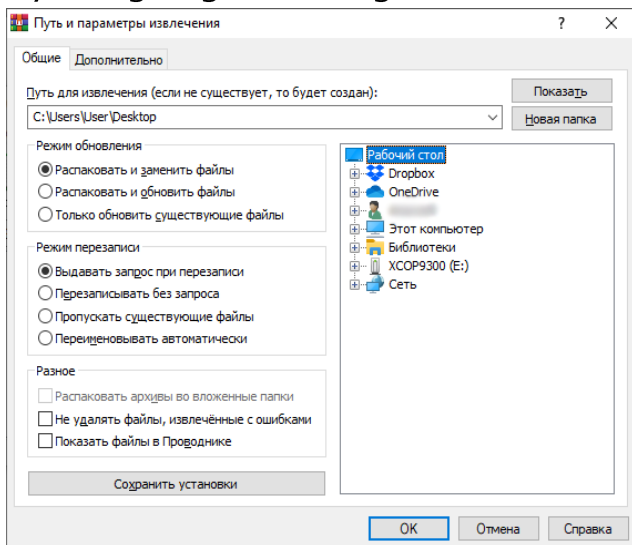 Путь и параметры извлечения
Общие Дополнительно
Путь для извлечения (если не существует, то будет создан):
Показать
C:\Users\User\Desktop
Новая папка
Режим обновления
Распаковать и заменить файлы
Распаковать и обновить файлы
Только обновить существующие файлы
Режим перезаписи
Выдавать запрос при перезаписи
Перезаписывать без запроса
Пропускать существующие файлы
Переименовывать автоматически
Разное
Распаковать архивы во вложенные папки
Не удалять файлы, извлечённые с ошибками
Показать файлы в Проводнике
Сохранить установки
Рабочий стол
Dropbox
OneDrive
Этот компьютер
Библиотеки
XCOP9300 (E:)
Сеть
OK Отмена Справка